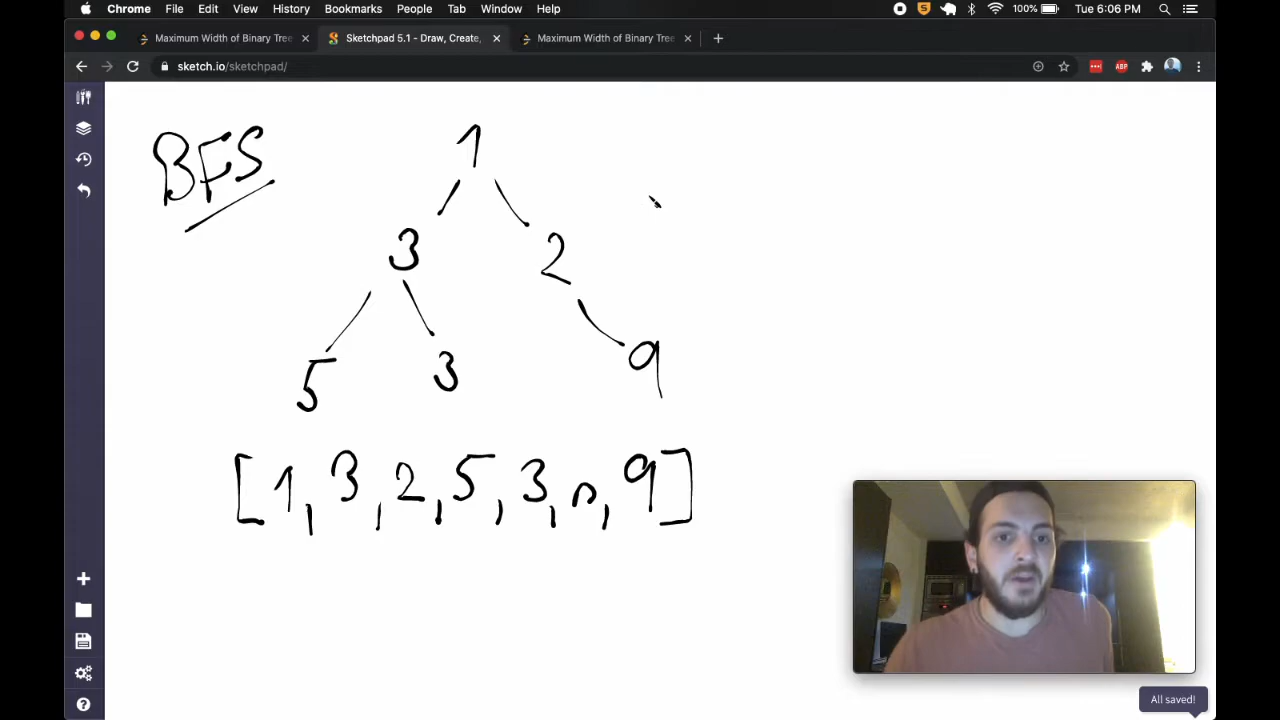 Chrome File Edit View History Bookmarks People Tab Window Help 100% Tue 6:06 PM
Maximum Width of Binary Tree Sketchpad 5.1 - Draw, Create, Maximum Width of Binary Tree
sketch.io/sketchpad/
ABP
BFS
1
3 2
5 3 9
[1, 3, 2, 5, 3, n, 9]
All saved!